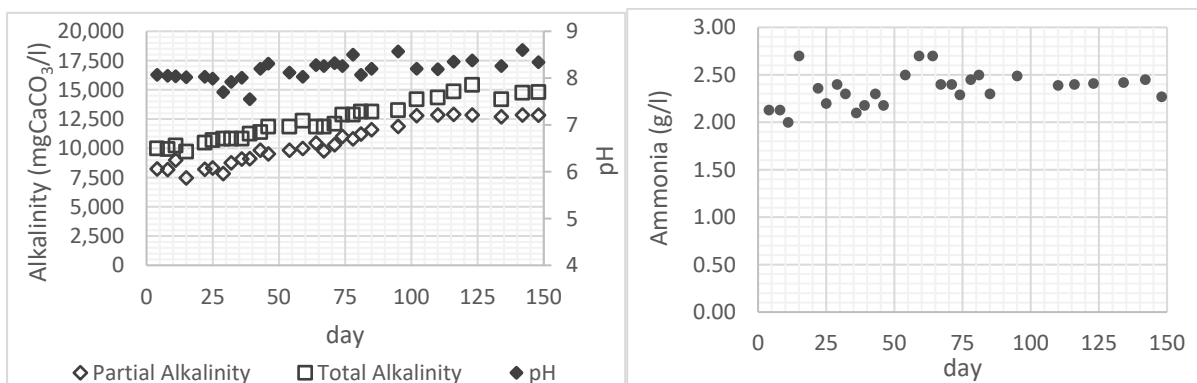 20,000
17,500
15,000
12,500
10,000
7,500
5,000
2,500
0
Alkalinity (mgCaCO3/l)
9
8
7
6
5
4
pH
0 25 50 75 100 125 150
day
Partial Alkalinity Total Alkalinity pH
3.00
2.50
2.00
1.50
1.00
0.50
0.00
Ammonia (g/l)
0 25 50 75 100 125 150
day